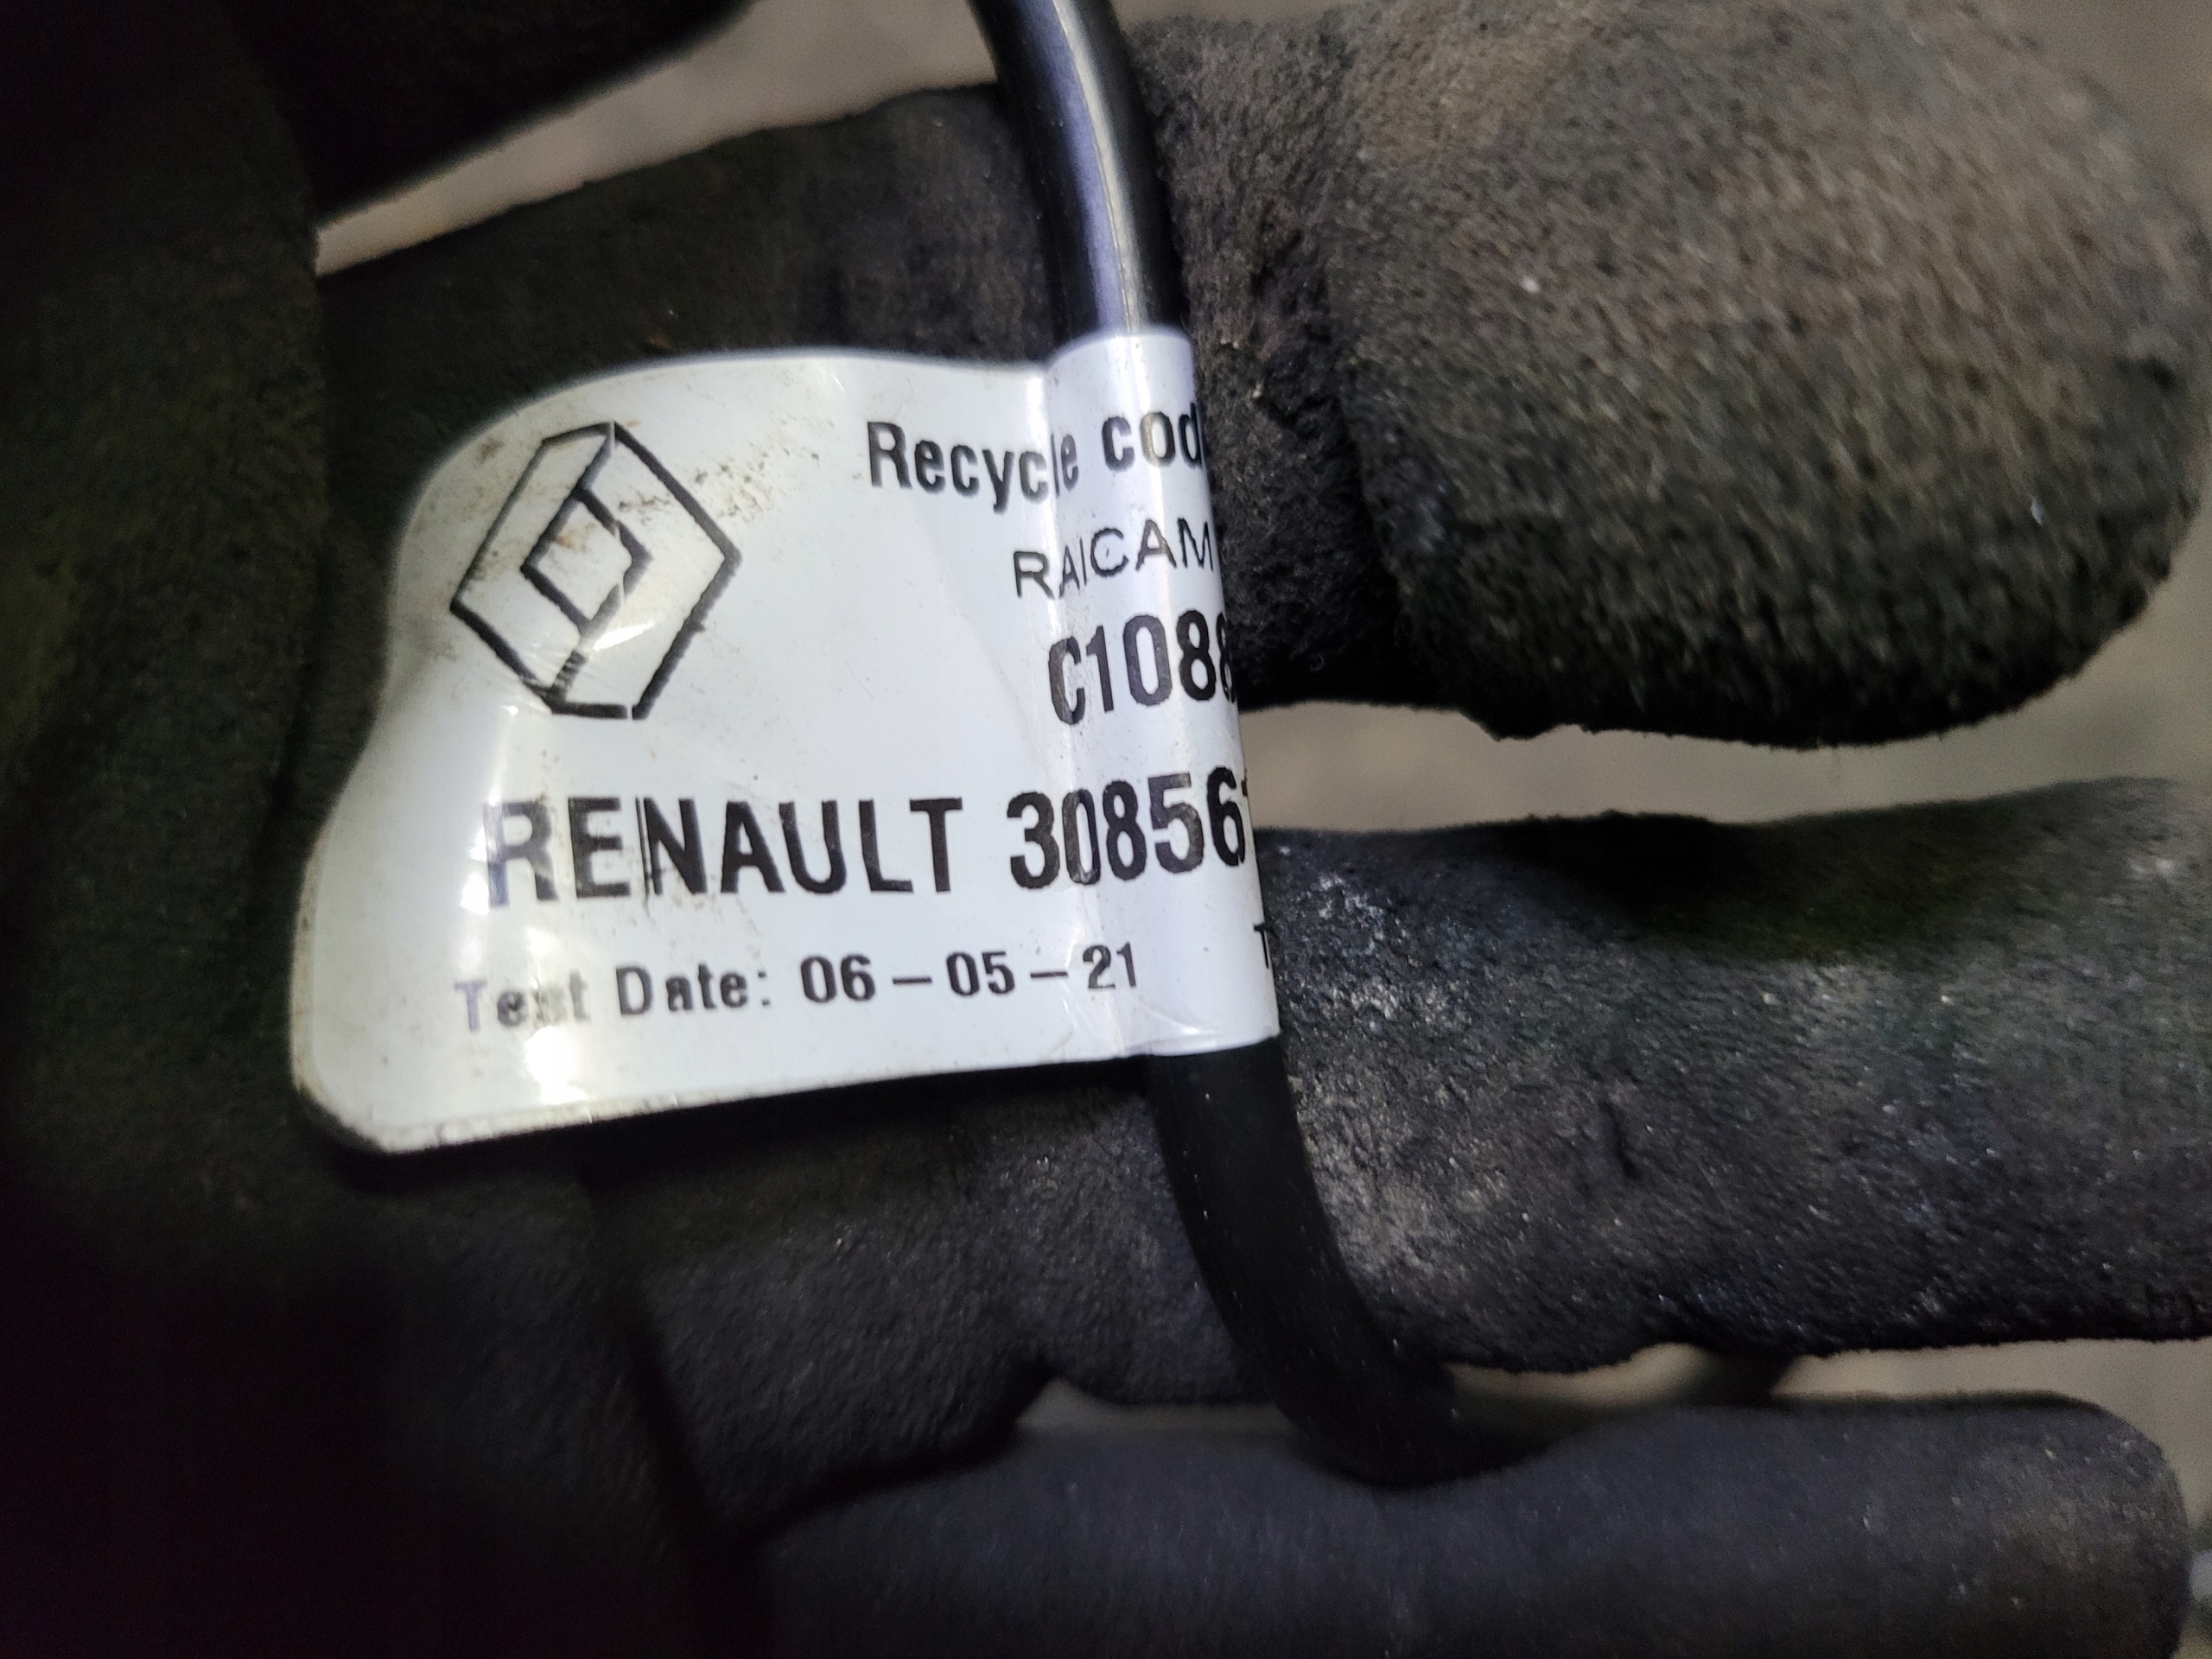 Recycle cod
RAICAM
C1088
RENAULT 30856
Test Date: 06-05-21